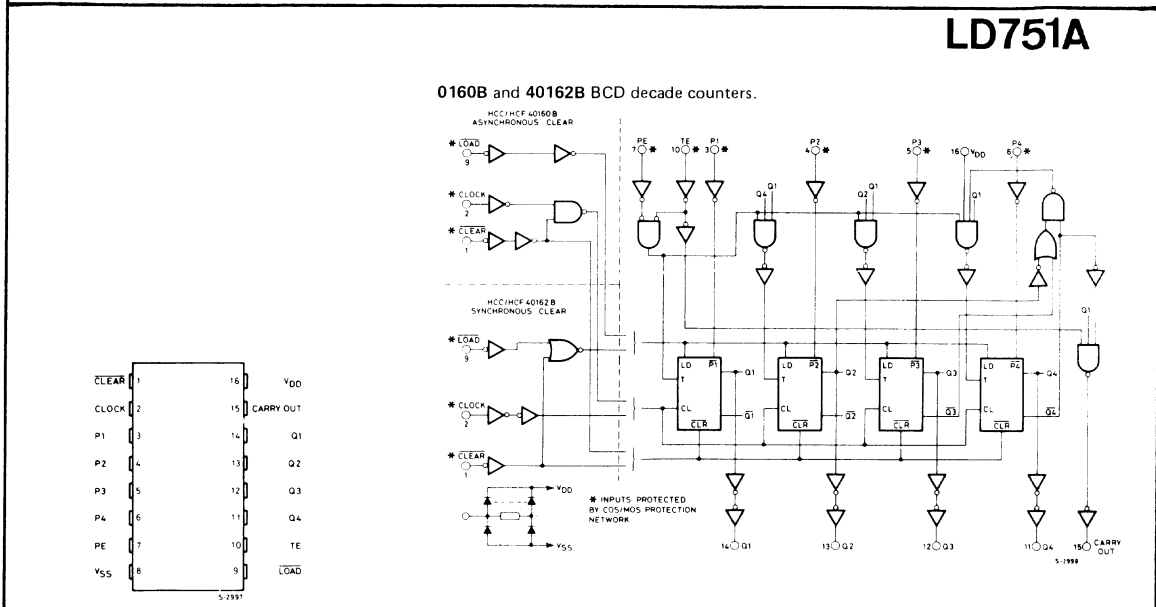 LD751A
0160B and 40162B BCD decade counters.
HCC/HCF 40160B
ASYNCHRONOUS CLEAR
* LOAD
9
* CLOCK
2
* CLEAR
1
HCC/HCF 40162B
SYNCHRONOUS CLEAR
* LOAD
9
* CLOCK
2
* CLEAR
1
VDD
VSS
* INPUTS PROTECTED
BY COS/MOS PROTECTION
NETWORK
PE TE P1 P2 P3 P4
7 * 10 * 3 * 4 * 5 * 16 VDD 6 *
Q4 Q1 Q2 Q1 Q1
Q1
LD P1 LD P2 LD P3 LD P4
T Q1 T Q2 T Q3 T Q4
CL Q1 CL Q2 CL Q3 CL Q4
CLR CLR CLR CLR
14 Q1 13 Q2 12 Q3 11 Q4 15 CARRY OUT
S-2998
CLEAR 1 16 VDD
CLOCK 2 15 CARRY OUT
P1 3 14 Q1
P2 4 13 Q2
P3 5 12 Q3
P4 6 11 Q4
PE 7 10 TE
VSS 8 9 LOAD
S-2997